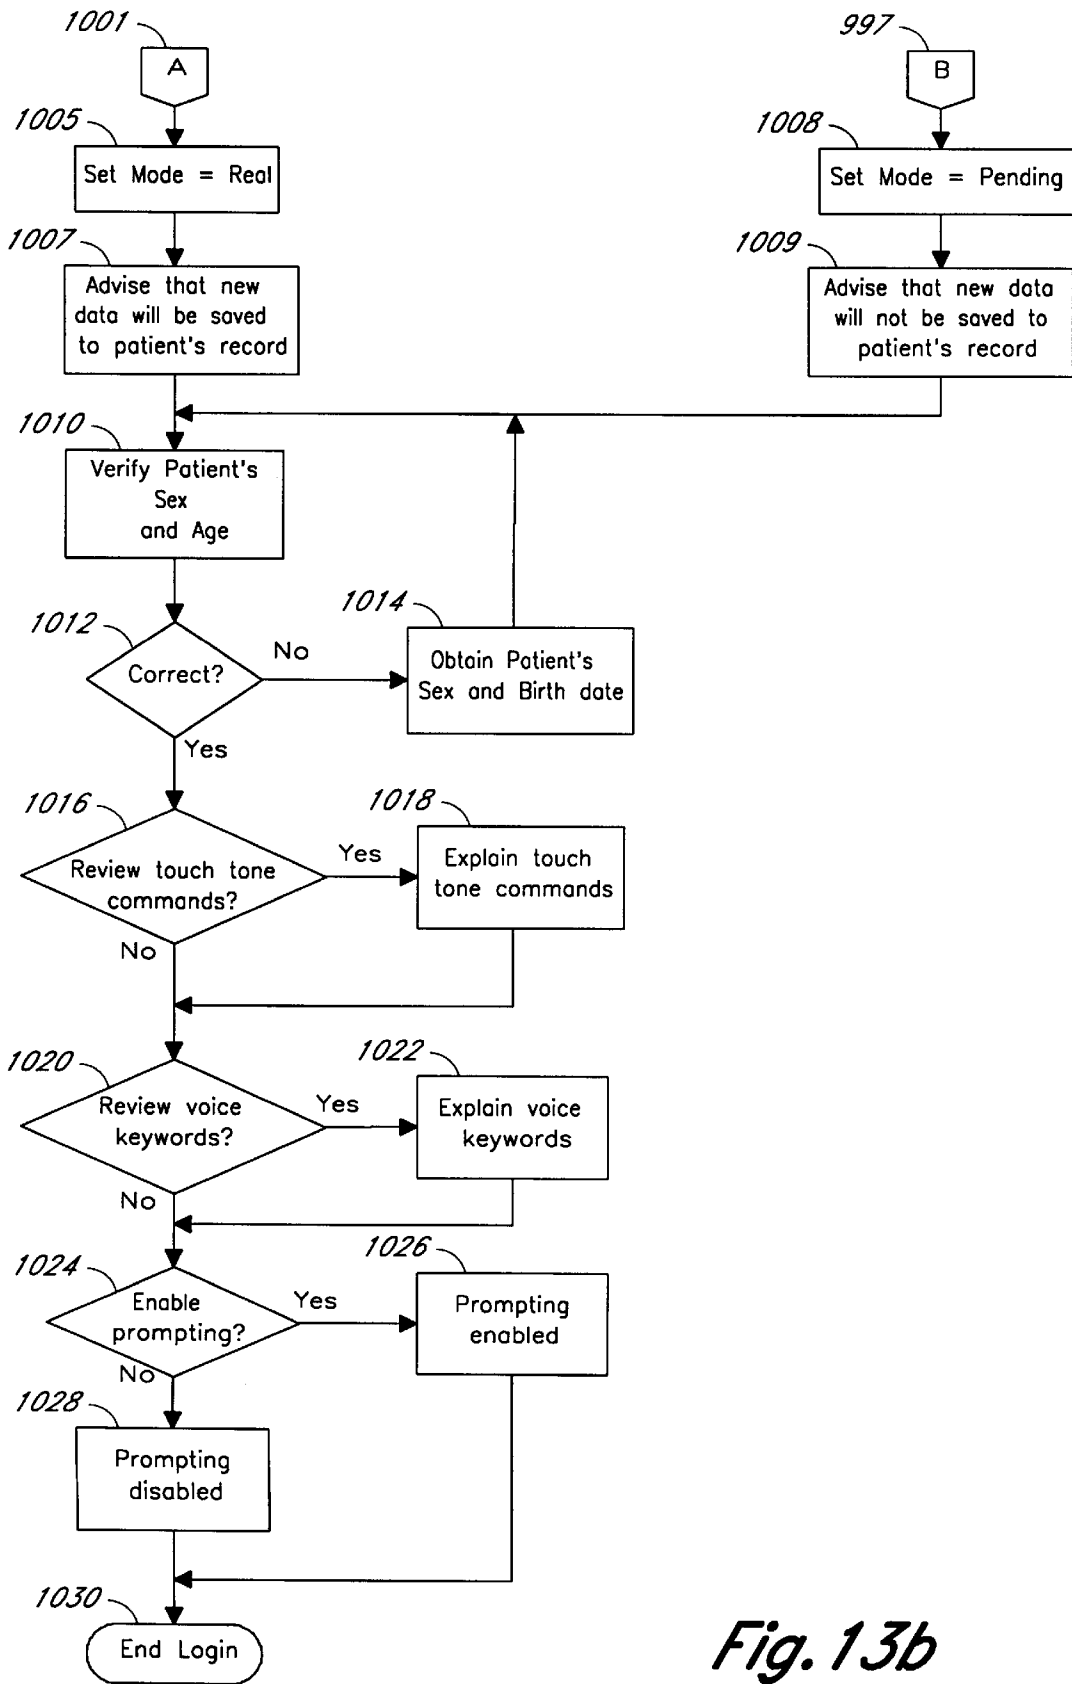 1001
997
A
B
1005
1008
Set Mode = Real
Set Mode = Pending
1007
1009
Advise that new
data will be saved
to patient's record
Advise that new data
will not be saved to
patient's record
1010
Verify Patient's
Sex
and Age
1012
1014
Correct?
No
Obtain Patient's
Sex and Birth date
Yes
1016
1018
Review touch tone
commands?
Yes
Explain touch
tone commands
No
1020
1022
Review voice
keywords?
Yes
Explain voice
keywords
No
1024
1026
Enable
prompting?
Yes
Prompting
enabled
No
1028
Prompting
disabled
1030
End Login
Fig. 13b